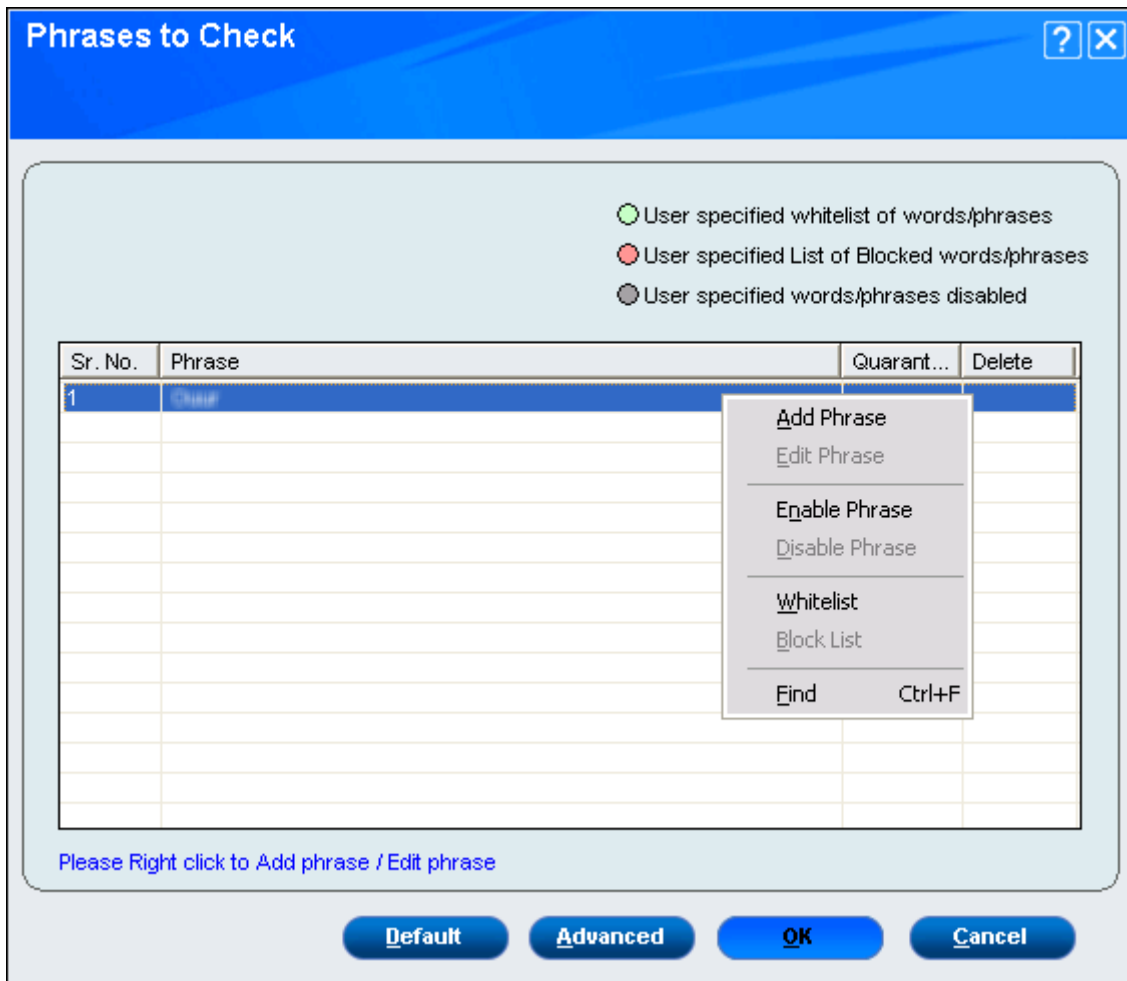 Phrases to Check
User specified whitelist of words/phrases
User specified List of Blocked words/phrases
User specified words/phrases disabled
Sr. No. Phrase Quarant... Delete
1
Add Phrase
Edit Phrase
Enable Phrase
Disable Phrase
Whitelist
Block List
Find Ctrl+F
Please Right click to Add phrase / Edit phrase
Default Advanced OK Cancel